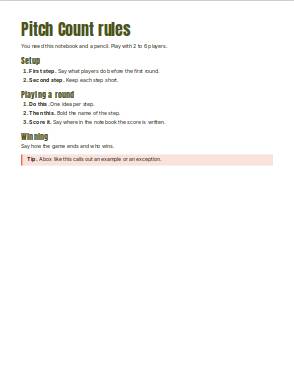 Pitch Count rules
You need this notebook and a pencil. Play with 2 to 6 players.
Setup
1. First step. Say what players do before the first round.
2. Second step. Keep each step short.
Playing a round
1. Do this. One idea per step.
2. Then this. Bold the name of the step.
3. Score it. Say where in the notebook the score is written.
Winning
Say how the game ends and who wins.
Tip. A box like this calls out an example or an exception.